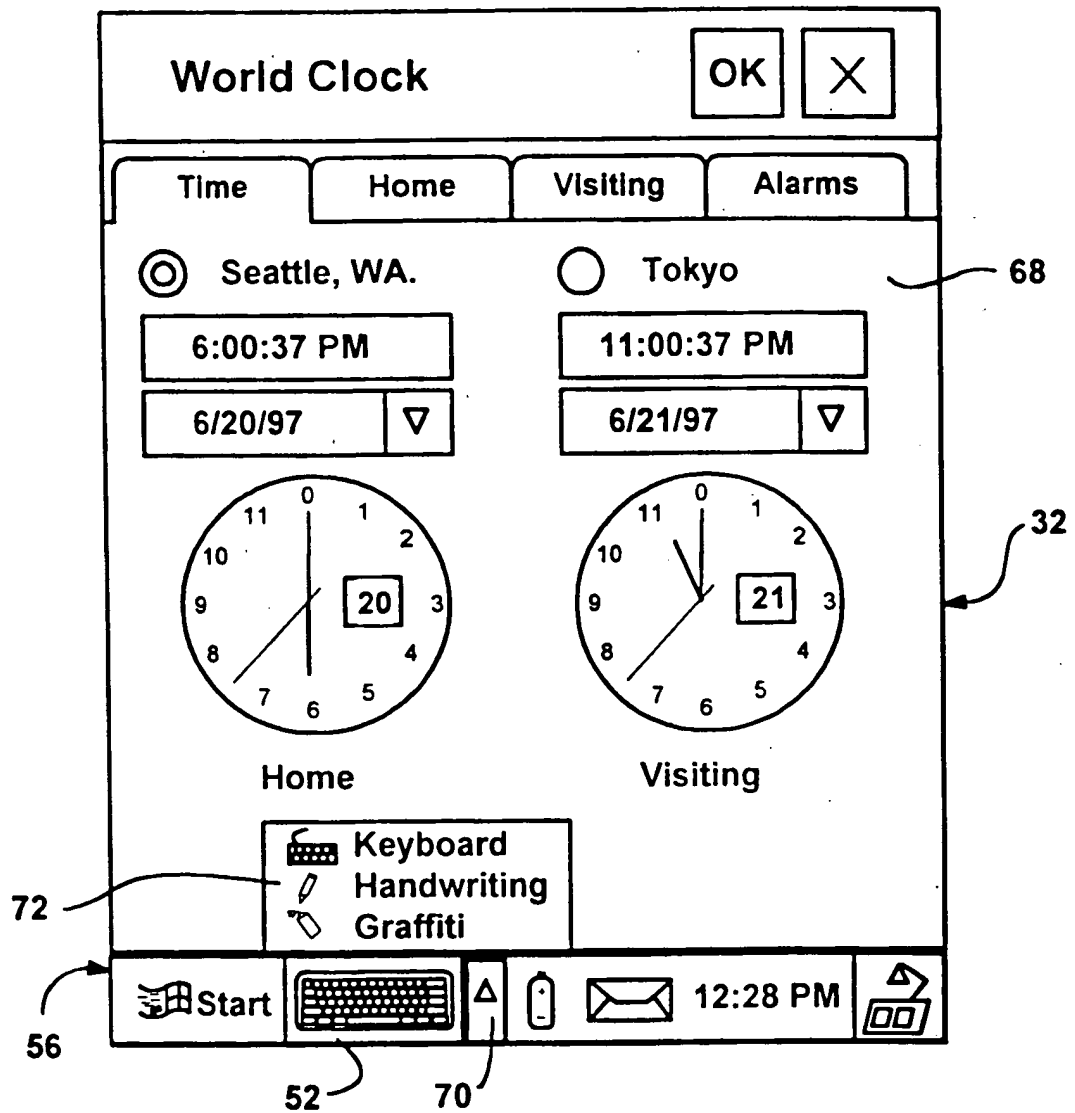 World Clock OK X
Time Home Visiting Alarms
Seattle, WA. Tokyo 68
6:00:37 PM 11:00:37 PM
6/20/97 6/21/97
0 1 2 3 4 5 6 7 8 9 10 11 20
0 1 2 3 4 5 6 7 8 9 10 11 21
32
Home Visiting
Keyboard
72 Handwriting
Graffiti
Start 12:28 PM
56
52 70